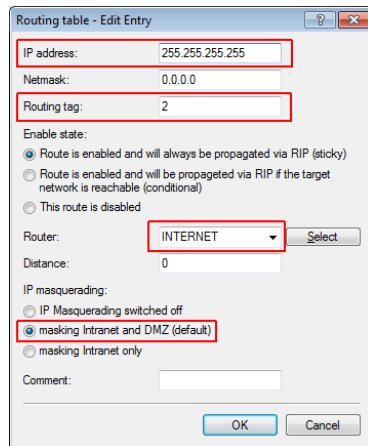 Routing table - Edit Entry
IP address: 255.255.255.255
Netmask: 0.0.0.0
Routing tag: 2
Enable state:
Route is enabled and will always be propagated via RIP (sticky)
Route is enabled and will be propageted via RIP if the target
network is reachable (conditional)
This route is disabled
Router: INTERNET Select
Distance: 0
IP masquerading:
IP Masquerading switched off
masking Intranet and DMZ (default)
masking Intranet only
Comment:
OK Cancel